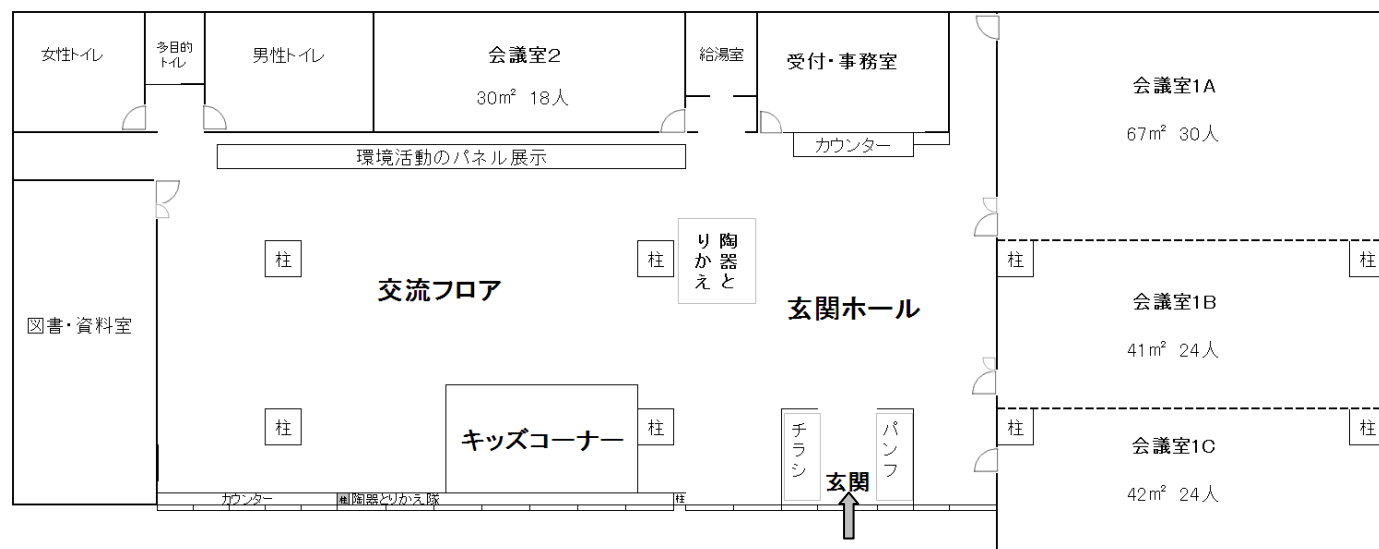 女性トイレ
多目的
トイレ
男性トイレ
会議室2
30㎡ 18人
給湯室
受付・事務室
会議室1A
67㎡ 30人
カウンター
環境活動のパネル展示
柱
柱
陶器と
りかえ
交流フロア
玄関ホール
柱
柱
会議室1B
41㎡ 24人
図書・資料室
柱
キッズコーナー
柱
チラシ
パンフ
玄関
柱
柱
会議室1C
42㎡ 24人
カウンター
柱
陶器とりかえ隊
柱